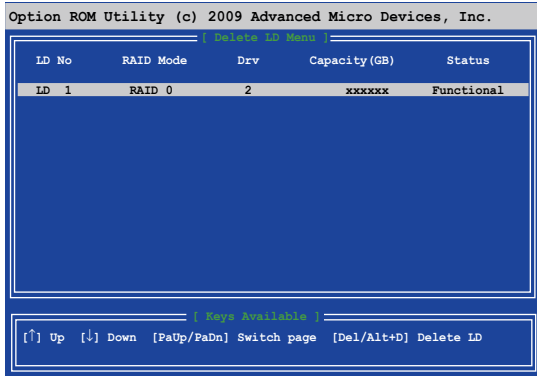 Option ROM Utility (c) 2009 Advanced Micro Devices, Inc.
[ Delete LD Menu ]
LD No RAID Mode Drv Capacity(GB) Status
LD 1 RAID 0 2 xxxxxx Functional
[ Keys Available ]
[↑] Up [↓] Down [PaUp/PaDn] Switch page [Del/Alt+D] Delete LD